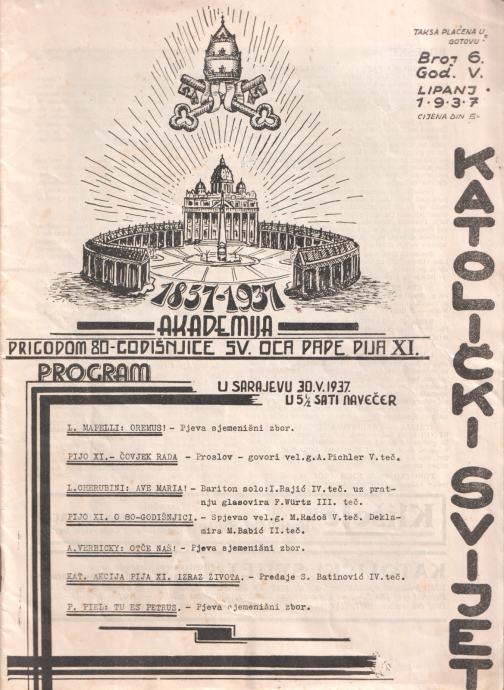 TAKSA PLAĆENA U
GOTOVU
Broj 6.
God. V.
LIPANJ
1·9·3·7
CIJENA DIN 5-
KATOLIČKI SVIJET
1857-1937
AKADEMIJA
PRIGODOM 80-GODIŠNJICE SV. OCA PAPE PIJA XI.
PROGRAM
U SARAJEVU 30.V.1937.
U 5½ SATI NAVEČER
L. MAPELLI: OREMUS! - Pjeva sjemenišni zbor.
PIJO XI.- ČOVJEK RADA - Proslov - govori vel.g.A.Pichler V.teč.
L.CHERUBINI: AVE MARIA! - Bariton solo:I.Rajić IV.teč. uz prat-
nju glasovira F.Würtz III. teč.
PIJO XI. O 80-GODIŠNJICI. - Spjevao vel.g. M.Radoš V.teč. Dekla-
mira M.Babić II.teč.
A.VERBICKY: OTČE NAŠ! - Pjeva sjemenišni zbor.
KAT. AKCIJA PIJA XI. IZRAZ ŽIVOTA. - Predaje S. Batinović IV.teč.
P. PIEL: TU ES PETRUS. - Pjeva sjemenišni zbor.